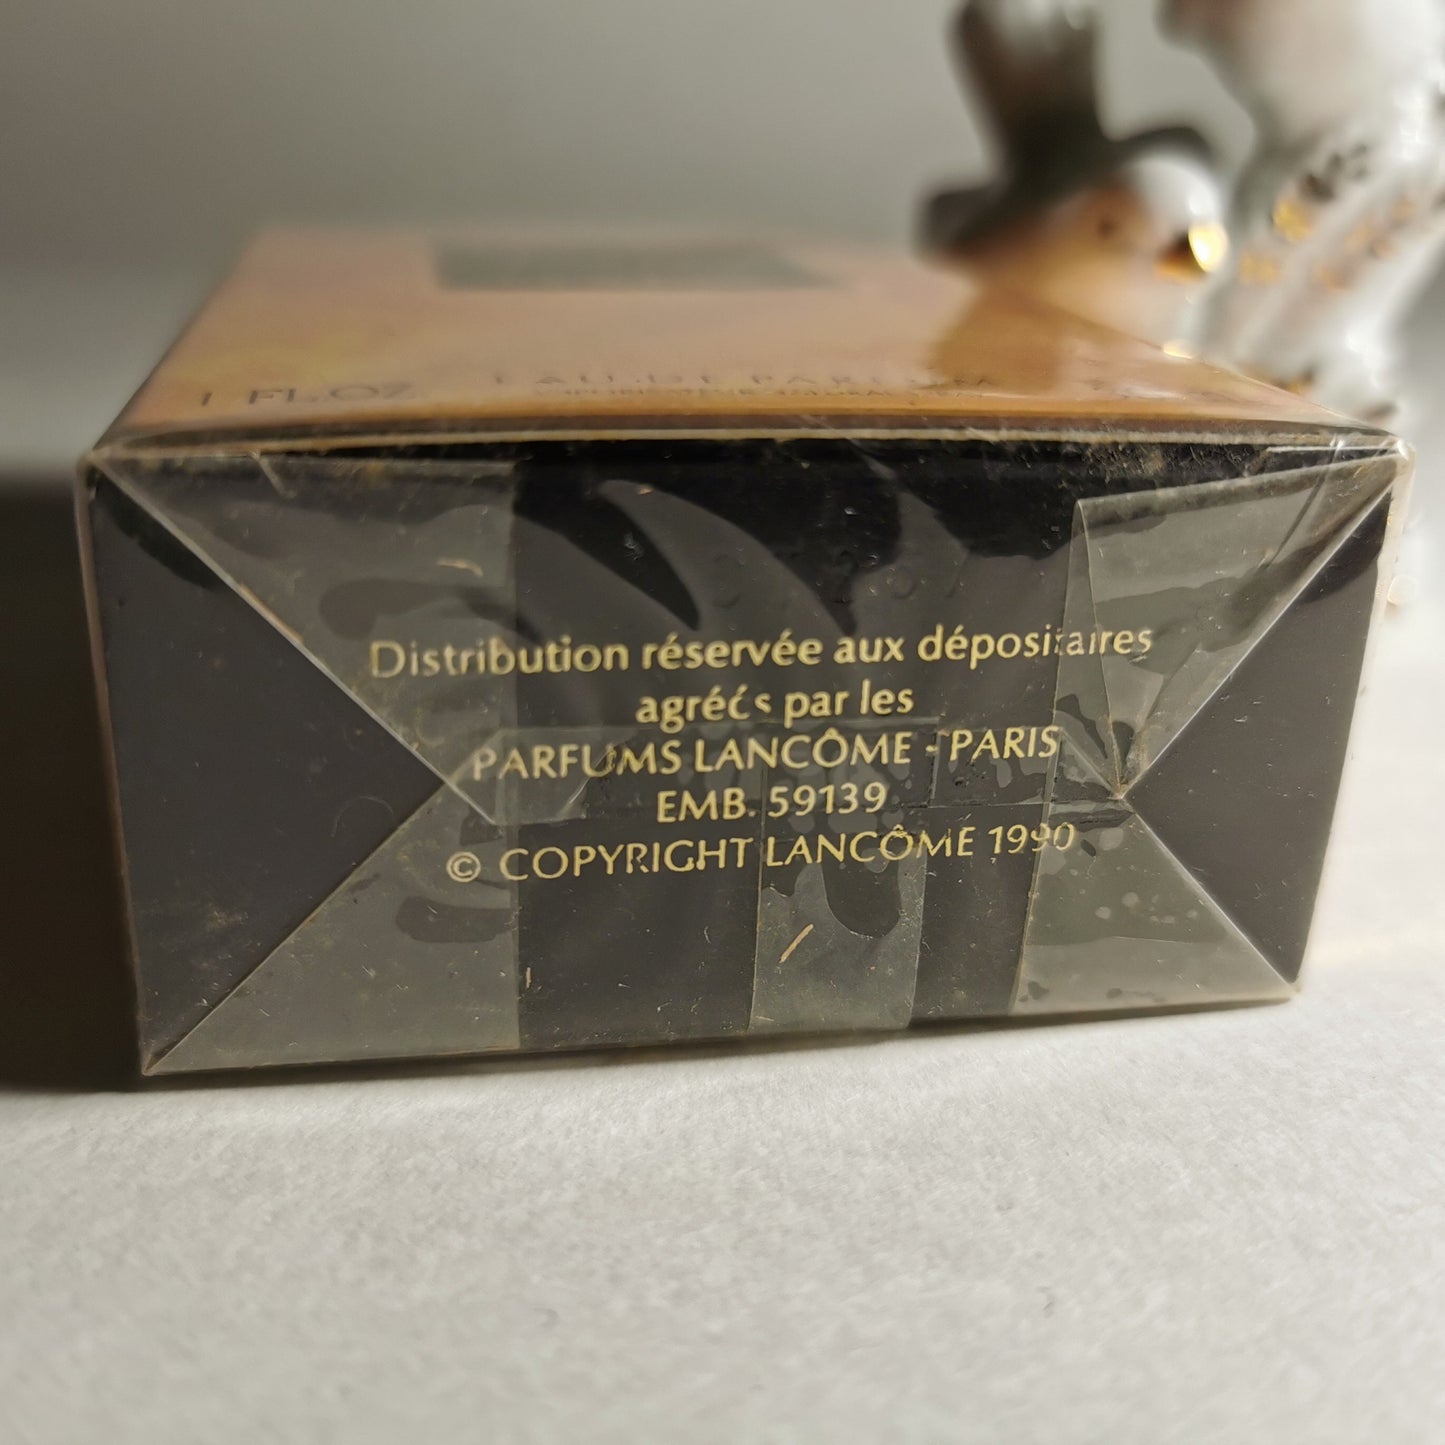 1 FL.OZ. EAU DE PARFUM
Distribution réservée aux dépositaires
agréés par les
PARFUMS LANCÔME - PARIS
EMB. 59139
© COPYRIGHT LANCÔME 1990